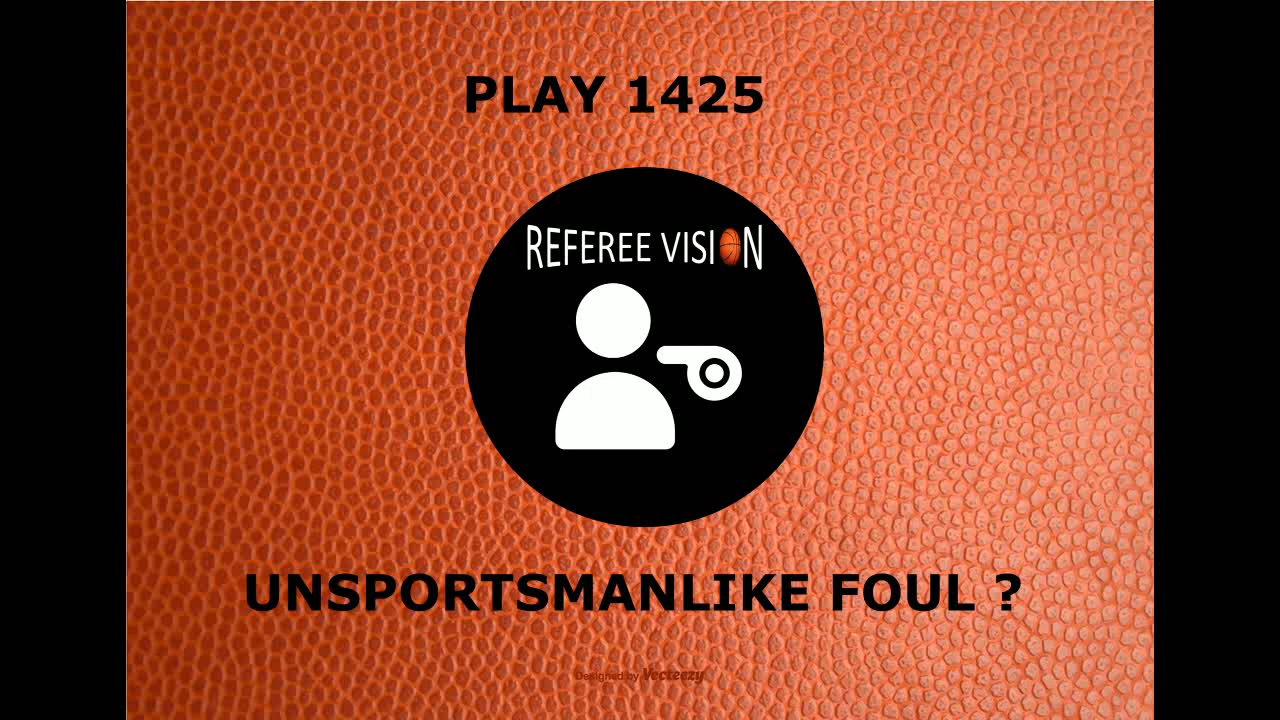 PLAY 1425
REFEREE VISION
UNSPORTSMANLIKE FOUL ?
Designed by Vecteezy